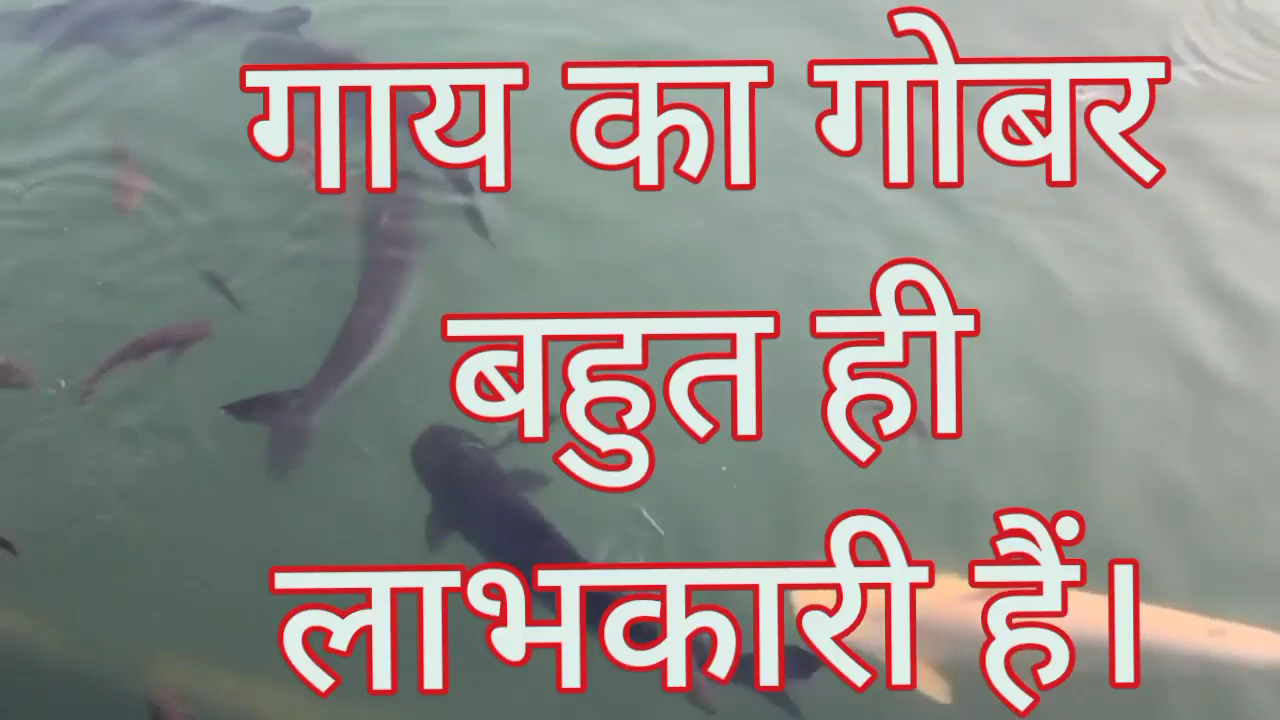 गाय का गोबर
बहुत ही
लाभकारी हैं।